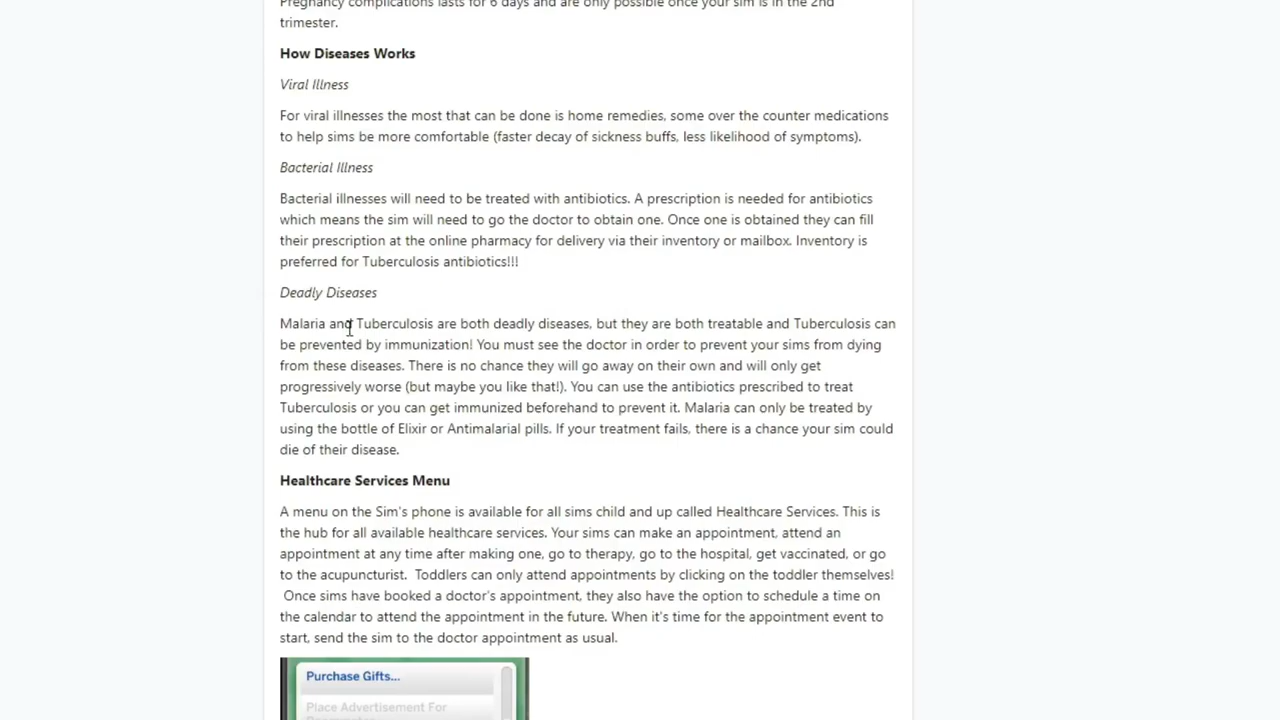 Pregnancy complications lasts for 6 days and are only possible once your sim is in the 2nd
trimester.
How Diseases Works
Viral Illness
For viral illnesses the most that can be done is home remedies, some over the counter medications
to help sims be more comfortable (faster decay of sickness buffs, less likelihood of symptoms).
Bacterial Illness
Bacterial illnesses will need to be treated with antibiotics. A prescription is needed for antibiotics
which means the sim will need to go the doctor to obtain one. Once one is obtained they can fill
their prescription at the online pharmacy for delivery via their inventory or mailbox. Inventory is
preferred for Tuberculosis antibiotics!!!
Deadly Diseases
Malaria and Tuberculosis are both deadly diseases, but they are both treatable and Tuberculosis can
be prevented by immunization! You must see the doctor in order to prevent your sims from dying
from these diseases. There is no chance they will go away on their own and will only get
progressively worse (but maybe you like that!). You can use the antibiotics prescribed to treat
Tuberculosis or you can get immunized beforehand to prevent it. Malaria can only be treated by
using the bottle of Elixir or Antimalarial pills. If your treatment fails, there is a chance your sim could
die of their disease.
Healthcare Services Menu
A menu on the Sim's phone is available for all sims child and up called Healthcare Services. This is
the hub for all available healthcare services. Your sims can make an appointment, attend an
appointment at any time after making one, go to therapy, go to the hospital, get vaccinated, or go
to the acupuncturist. Toddlers can only attend appointments by clicking on the toddler themselves!
Once sims have booked a doctor's appointment, they also have the option to schedule a time on
the calendar to attend the appointment in the future. When it's time for the appointment event to
start, send the sim to the doctor appointment as usual.
Purchase Gifts...
Place Advertisement For